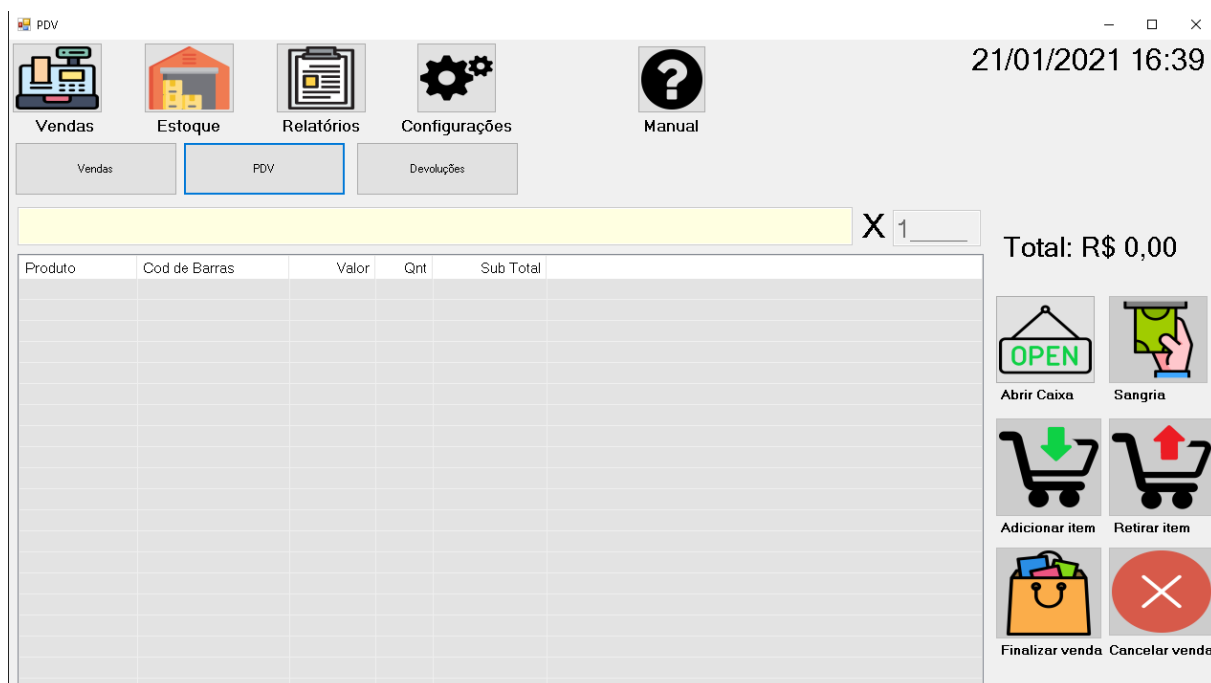 PDV
21/01/2021 16:39
Vendas Estoque Relatórios Configurações Manual
Vendas PDV Devoluções
X 1_____
Total: R$ 0,00
Produto Cod de Barras Valor Qnt Sub Total
OPEN
Abrir Caixa Sangria
Adicionar item Retirar item
Finalizar venda Cancelar venda